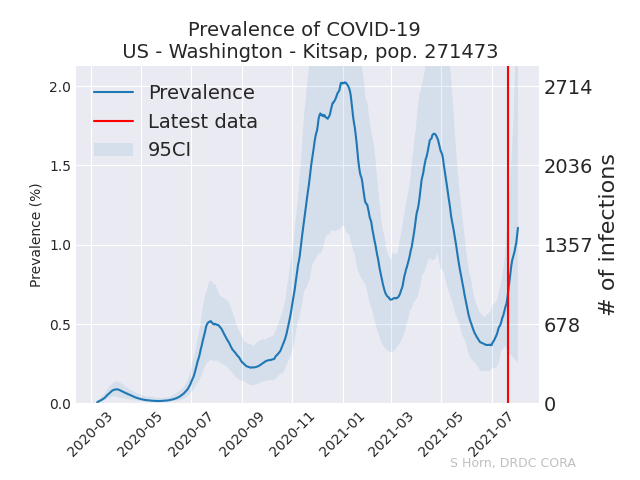 Prevalence of COVID-19
US - Washington - Kitsap, pop. 271473
Prevalence
Latest data
95CI
Prevalence (%)
2.0
1.5
1.0
0.5
0.0
2714
2036
1357
678
0
# of infections
2020-03
2020-05
2020-07
2020-09
2020-11
2021-01
2021-03
2021-05
2021-07
S Horn, DRDC CORA